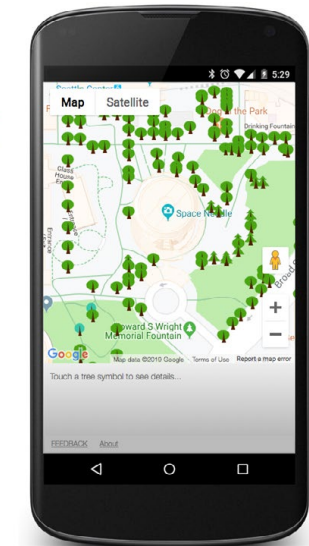 5:29
Seattle Center
Map Satellite
Dog in the Park
Drinking Fountain
Glass
House
Space Needle
Broad
Howard S Wright
Memorial Fountain
Google
Map data ©2019 Google Terms of Use Report a map error
Touch a tree symbol to see details...
FEEDBACK About